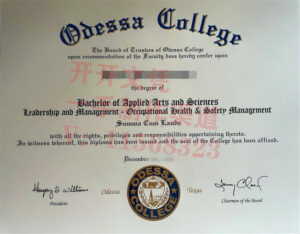 Odessa College
The Board of Trustees of Odessa College
upon recommendation of the Faculty does hereby confer upon
the degree of
Bachelor of Applied Arts and Sciences
Leadership and Management - Occupational Health & Safety Management
Summa Cum Laude
with all the rights, privileges and responsibilities appertaining thereto.
In witness whereof, this diploma has been issued and the seal of the College has been affixed.
December
Gregory D. Williams
Odessa
Texas
President
Chairman of the Board
ODESSA
COLLEGE